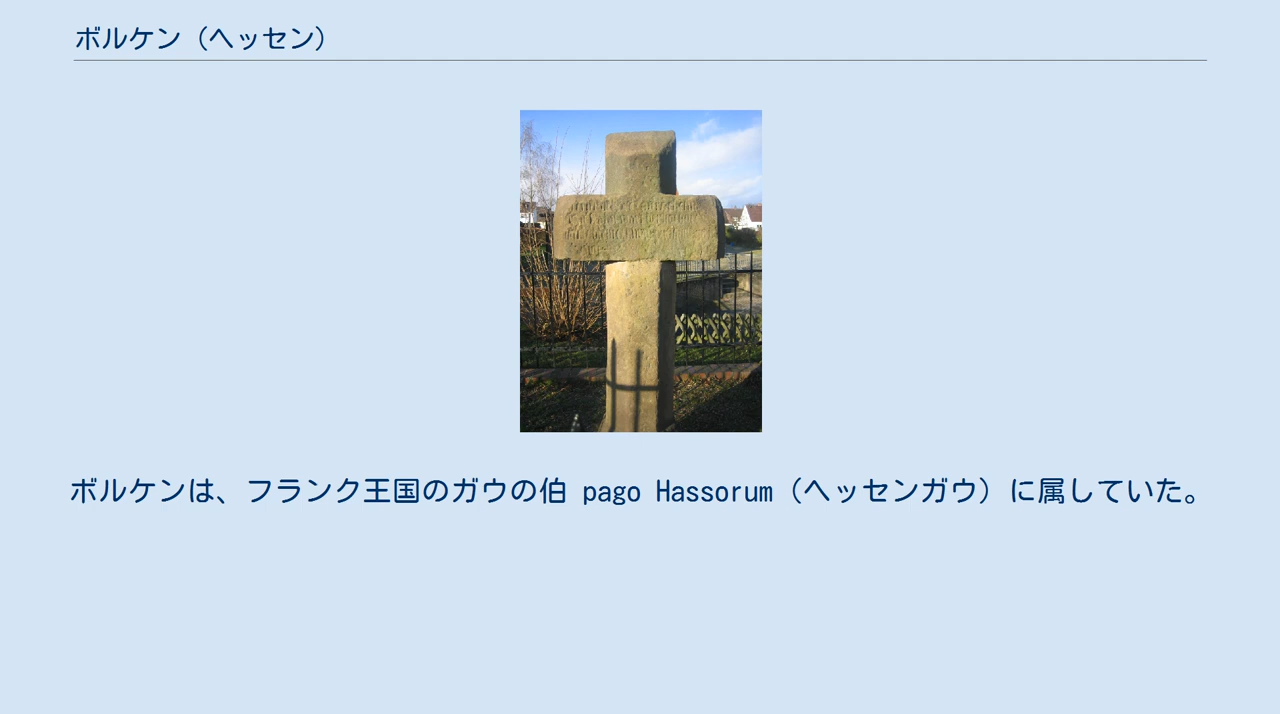 ボルケン（ヘッセン）
ボルケンは、フランク王国のガウの伯 pago Hassorum（ヘッセンガウ）に属していた。